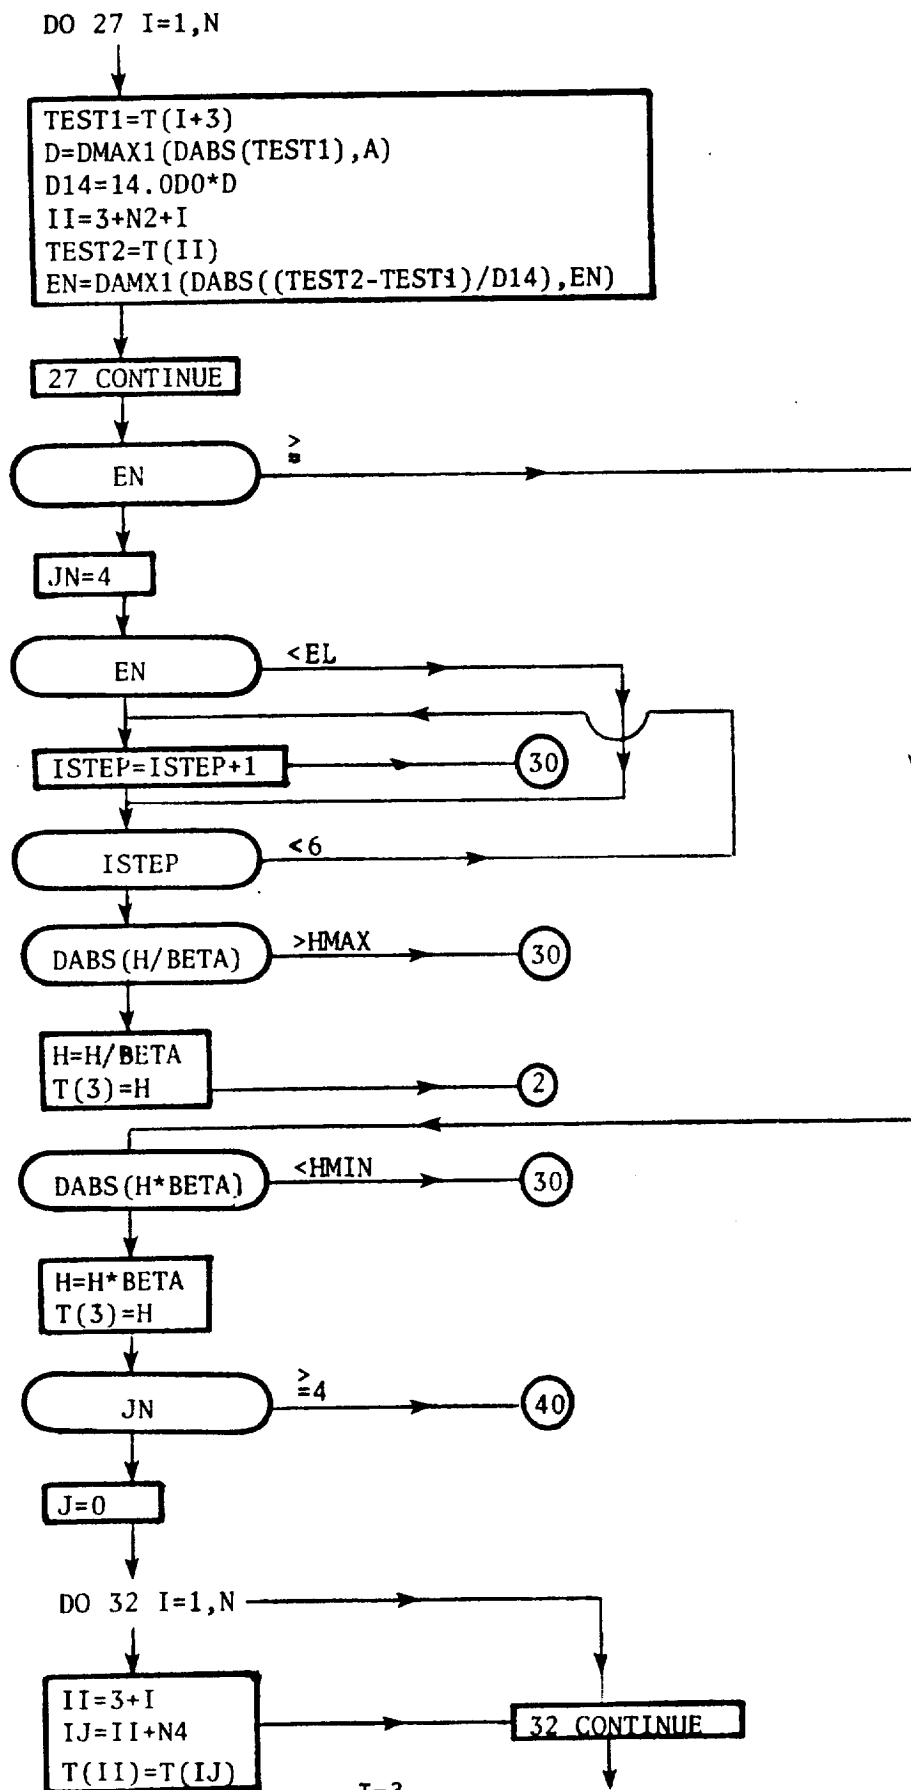 DO 27 I=1,N
TEST1=T(I+3)
D=DMAX1(DABS(TEST1),A)
D14=14.0D0*D
II=3+N2+I
TEST2=T(II)
EN=DAMX1(DABS((TEST2-TEST1)/D14),EN)
27 CONTINUE
>
=
EN
JN=4
EN
<EL
ISTEP=ISTEP+1
30
ISTEP
<6
DABS(H/BETA)
>HMAX
30
H=H/BETA
T(3)=H
2
DABS(H*BETA)
<HMIN
30
H=H*BETA
T(3)=H
JN
>
=4
40
J=0
DO 32 I=1,N
II=3+I
IJ=II+N4
T(II)=T(IJ)
32 CONTINUE